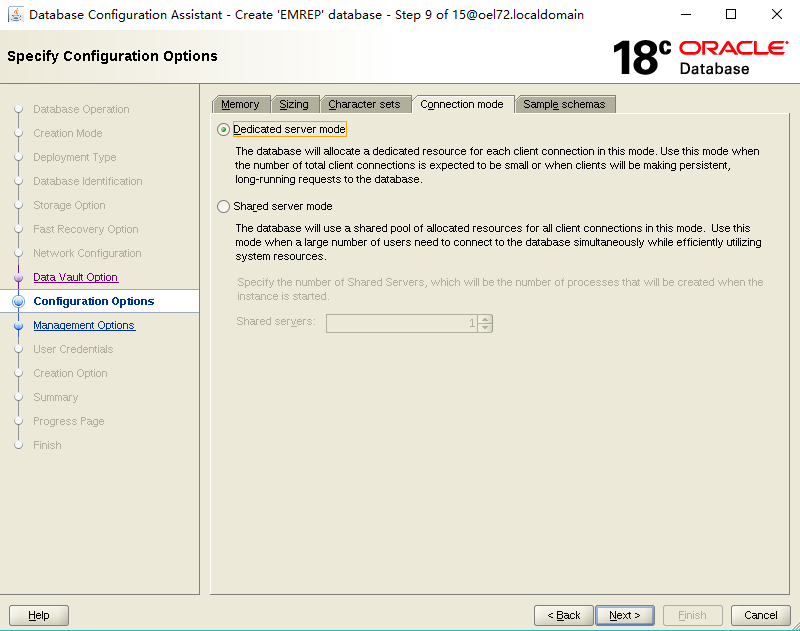 Database Configuration Assistant - Create 'EMREP' database - Step 9 of 15@oel72.localdomain
Specify Configuration Options
18c ORACLE
Database
Database Operation
Creation Mode
Deployment Type
Database Identification
Storage Option
Fast Recovery Option
Network Configuration
Data Vault Option
Configuration Options
Management Options
User Credentials
Creation Option
Summary
Progress Page
Finish
Memory Sizing Character sets Connection mode Sample schemas
Dedicated server mode
The database will allocate a dedicated resource for each client connection in this mode. Use this mode when
the number of total client connections is expected to be small or when clients will be making persistent,
long-running requests to the database.
Shared server mode
The database will use a shared pool of allocated resources for all client connections in this mode. Use this
mode when a large number of users need to connect to the database simultaneously while efficiently utilizing
system resources.
Specify the number of Shared Servers, which will be the number of processes that will be created when the
instance is started.
Shared servers: 1
Help < Back Next > Finish Cancel